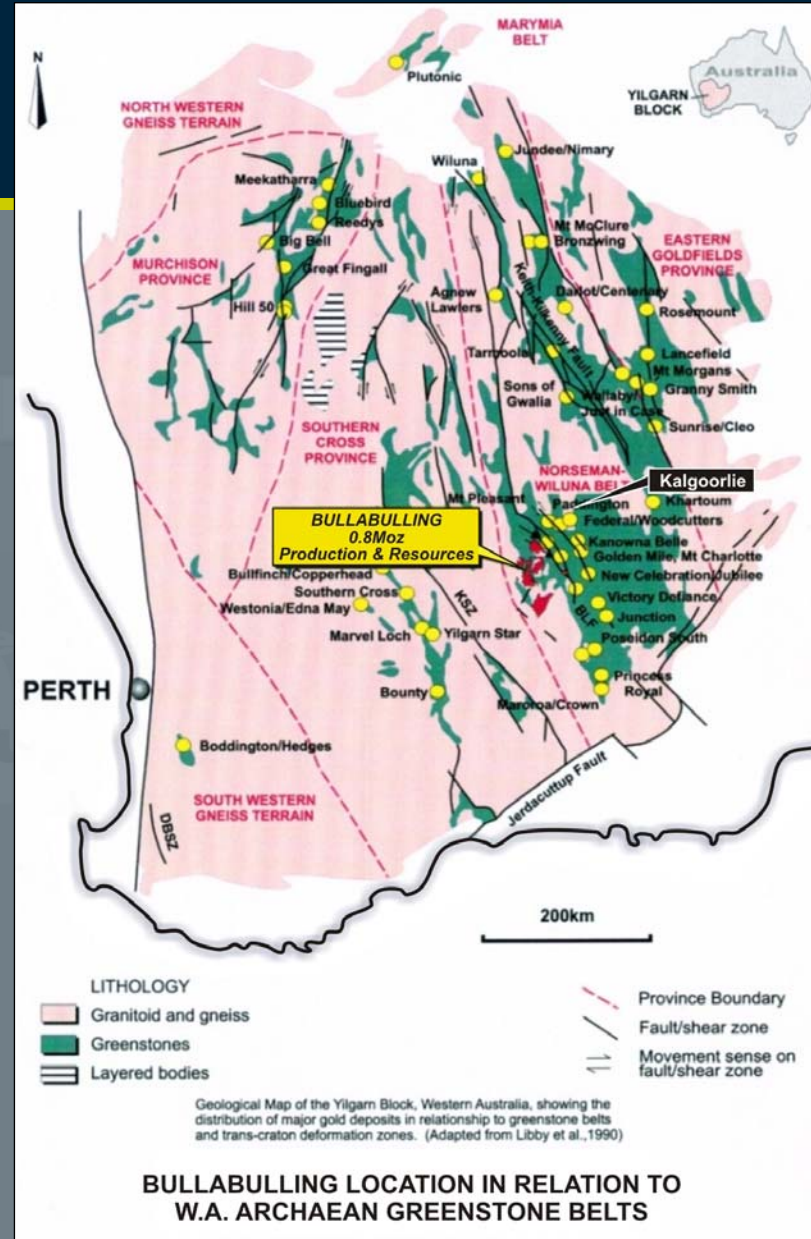 MARYMIA
BELT
N
Plutonic
Australia
YILGARN
BLOCK
NORTH WESTERN
GNEISS TERRAIN
Jundee/Nimary
Wiluna
Meekatharra
Bluebird
Reedys
Mt McClure
Bronzwing
Big Bell
EASTERN
GOLDFIELDS
PROVINCE
MURCHISON
PROVINCE
Great Fingall
Keith-Kilkenny Fault
Agnew
Lawlers
Darlot/Centenary
Hill 50
Rosemount
Tarmoola
Lancefield
Mt Morgans
Sons of
Gwalia
Wallaby/
Just in Case
Granny Smith
SOUTHERN
CROSS
PROVINCE
Sunrise/Cleo
NORSEMAN-
WILUNA BELT
Kalgoorlie
Mt Pleasant
Paddington
Khartoum
BULLABULLING
0.8Moz
Production & Resources
Federal/Woodcutters
Kanowna Belle
Golden Mile, Mt Charlotte
Bullfinch/Copperhead
New Celebration/Jubilee
Southern Cross
KSZ
Victory Defiance
Westonia/Edna May
BLF
Junction
Marvel Loch
Yilgarn Star
Poseidon South
PERTH
Bounty
Princess
Royal
Maroroa/Crown
Boddington/Hedges
Jerdacuttup Fault
SOUTH WESTERN
GNEISS TERRAIN
DBSZ
200km
LITHOLOGY
Granitoid and gneiss
Greenstones
Layered bodies
Province Boundary
Fault/shear zone
Movement sense on
fault/shear zone
Geological Map of the Yilgarn Block, Western Australia, showing the
distribution of major gold deposits in relationship to greenstone belts
and trans-craton deformation zones. (Adapted from Libby et al.,1990)
BULLABULLING LOCATION IN RELATION TO
W.A. ARCHAEAN GREENSTONE BELTS